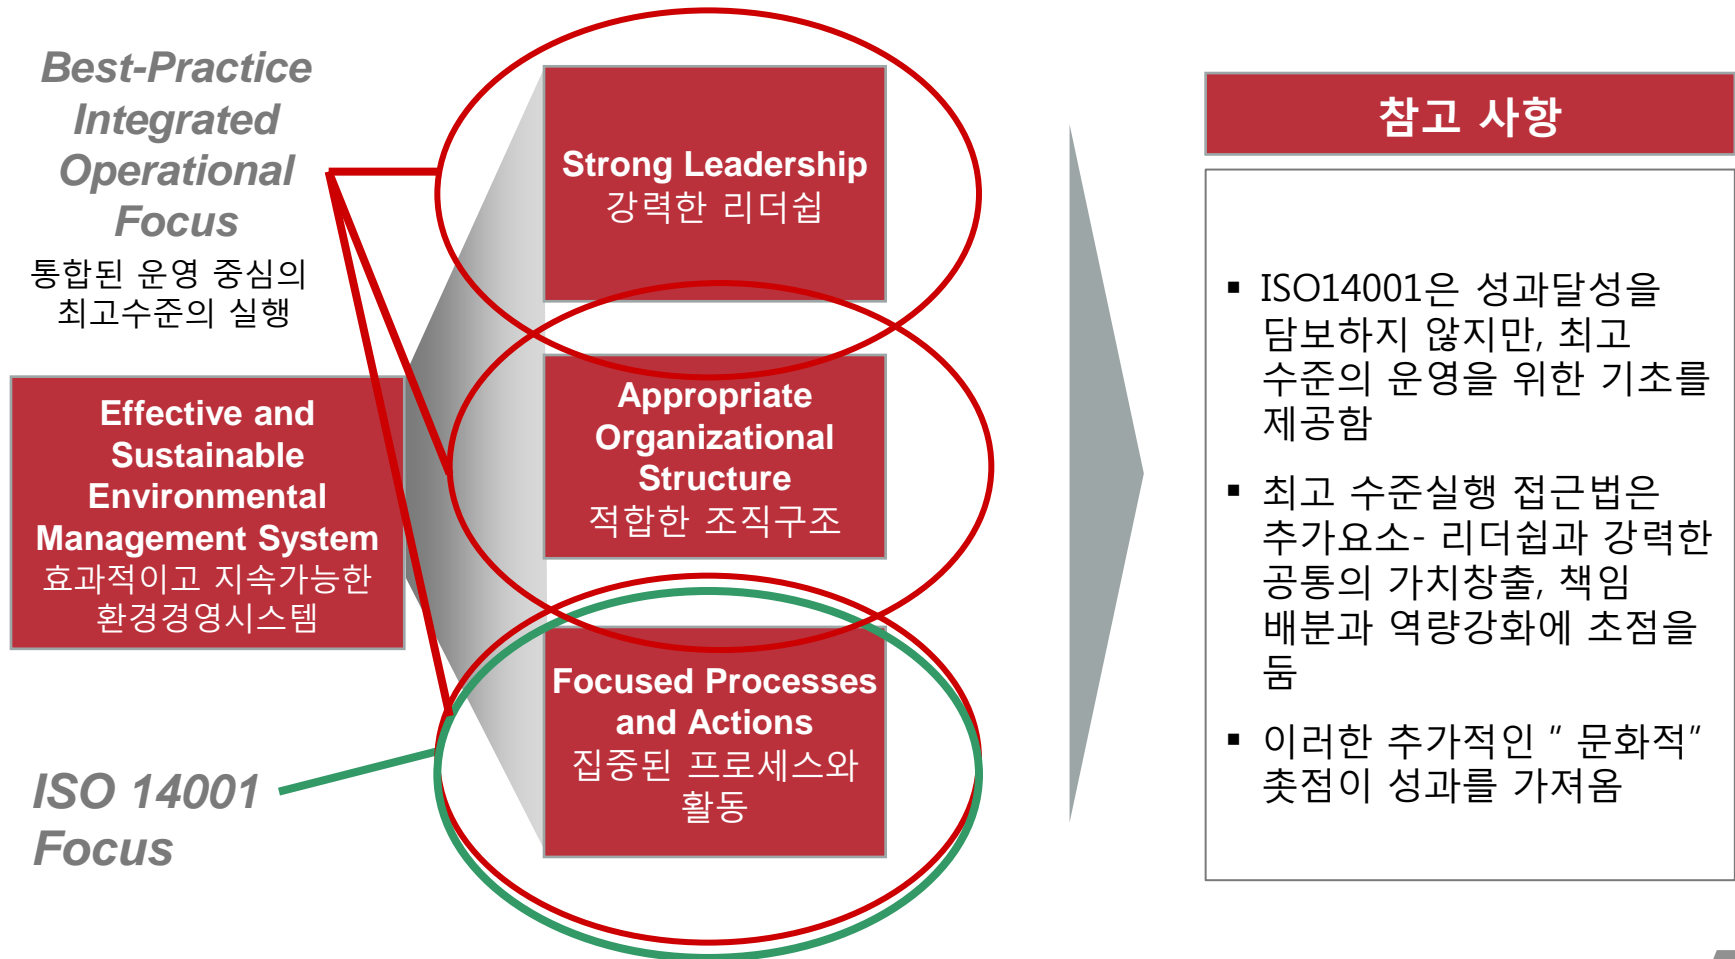 Best-Practice
Integrated
Operational
Focus
통합된 운영 중심의
최고수준의 실행
Effective and
Sustainable
Environmental
Management System
효과적이고 지속가능한
환경경영시스템
ISO 14001
Focus
Strong Leadership
강력한 리더쉽
Appropriate
Organizational
Structure
적합한 조직구조
Focused Processes
and Actions
집중된 프로세스와
활동
참고 사항
▪ ISO14001은 성과달성을
담보하지 않지만, 최고
수준의 운영을 위한 기초를
제공함
▪ 최고 수준실행 접근법은
추가요소- 리더쉽과 강력한
공통의 가치창출, 책임
배분과 역량강화에 초점을
둠
▪ 이러한 추가적인 " 문화적"
촛점이 성과를 가져옴